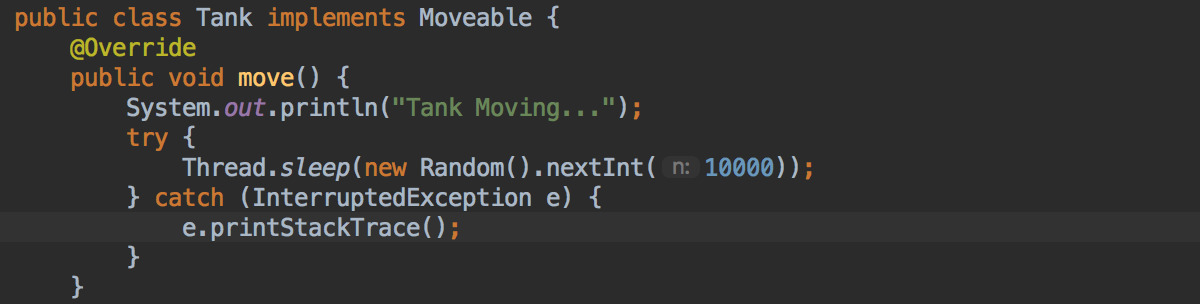 public class Tank implements Moveable {
    @Override
    public void move() {
        System.out.println("Tank Moving...");
        try {
            Thread.sleep(new Random().nextInt( n: 10000));
        } catch (InterruptedException e) {
            e.printStackTrace();
        }
    }